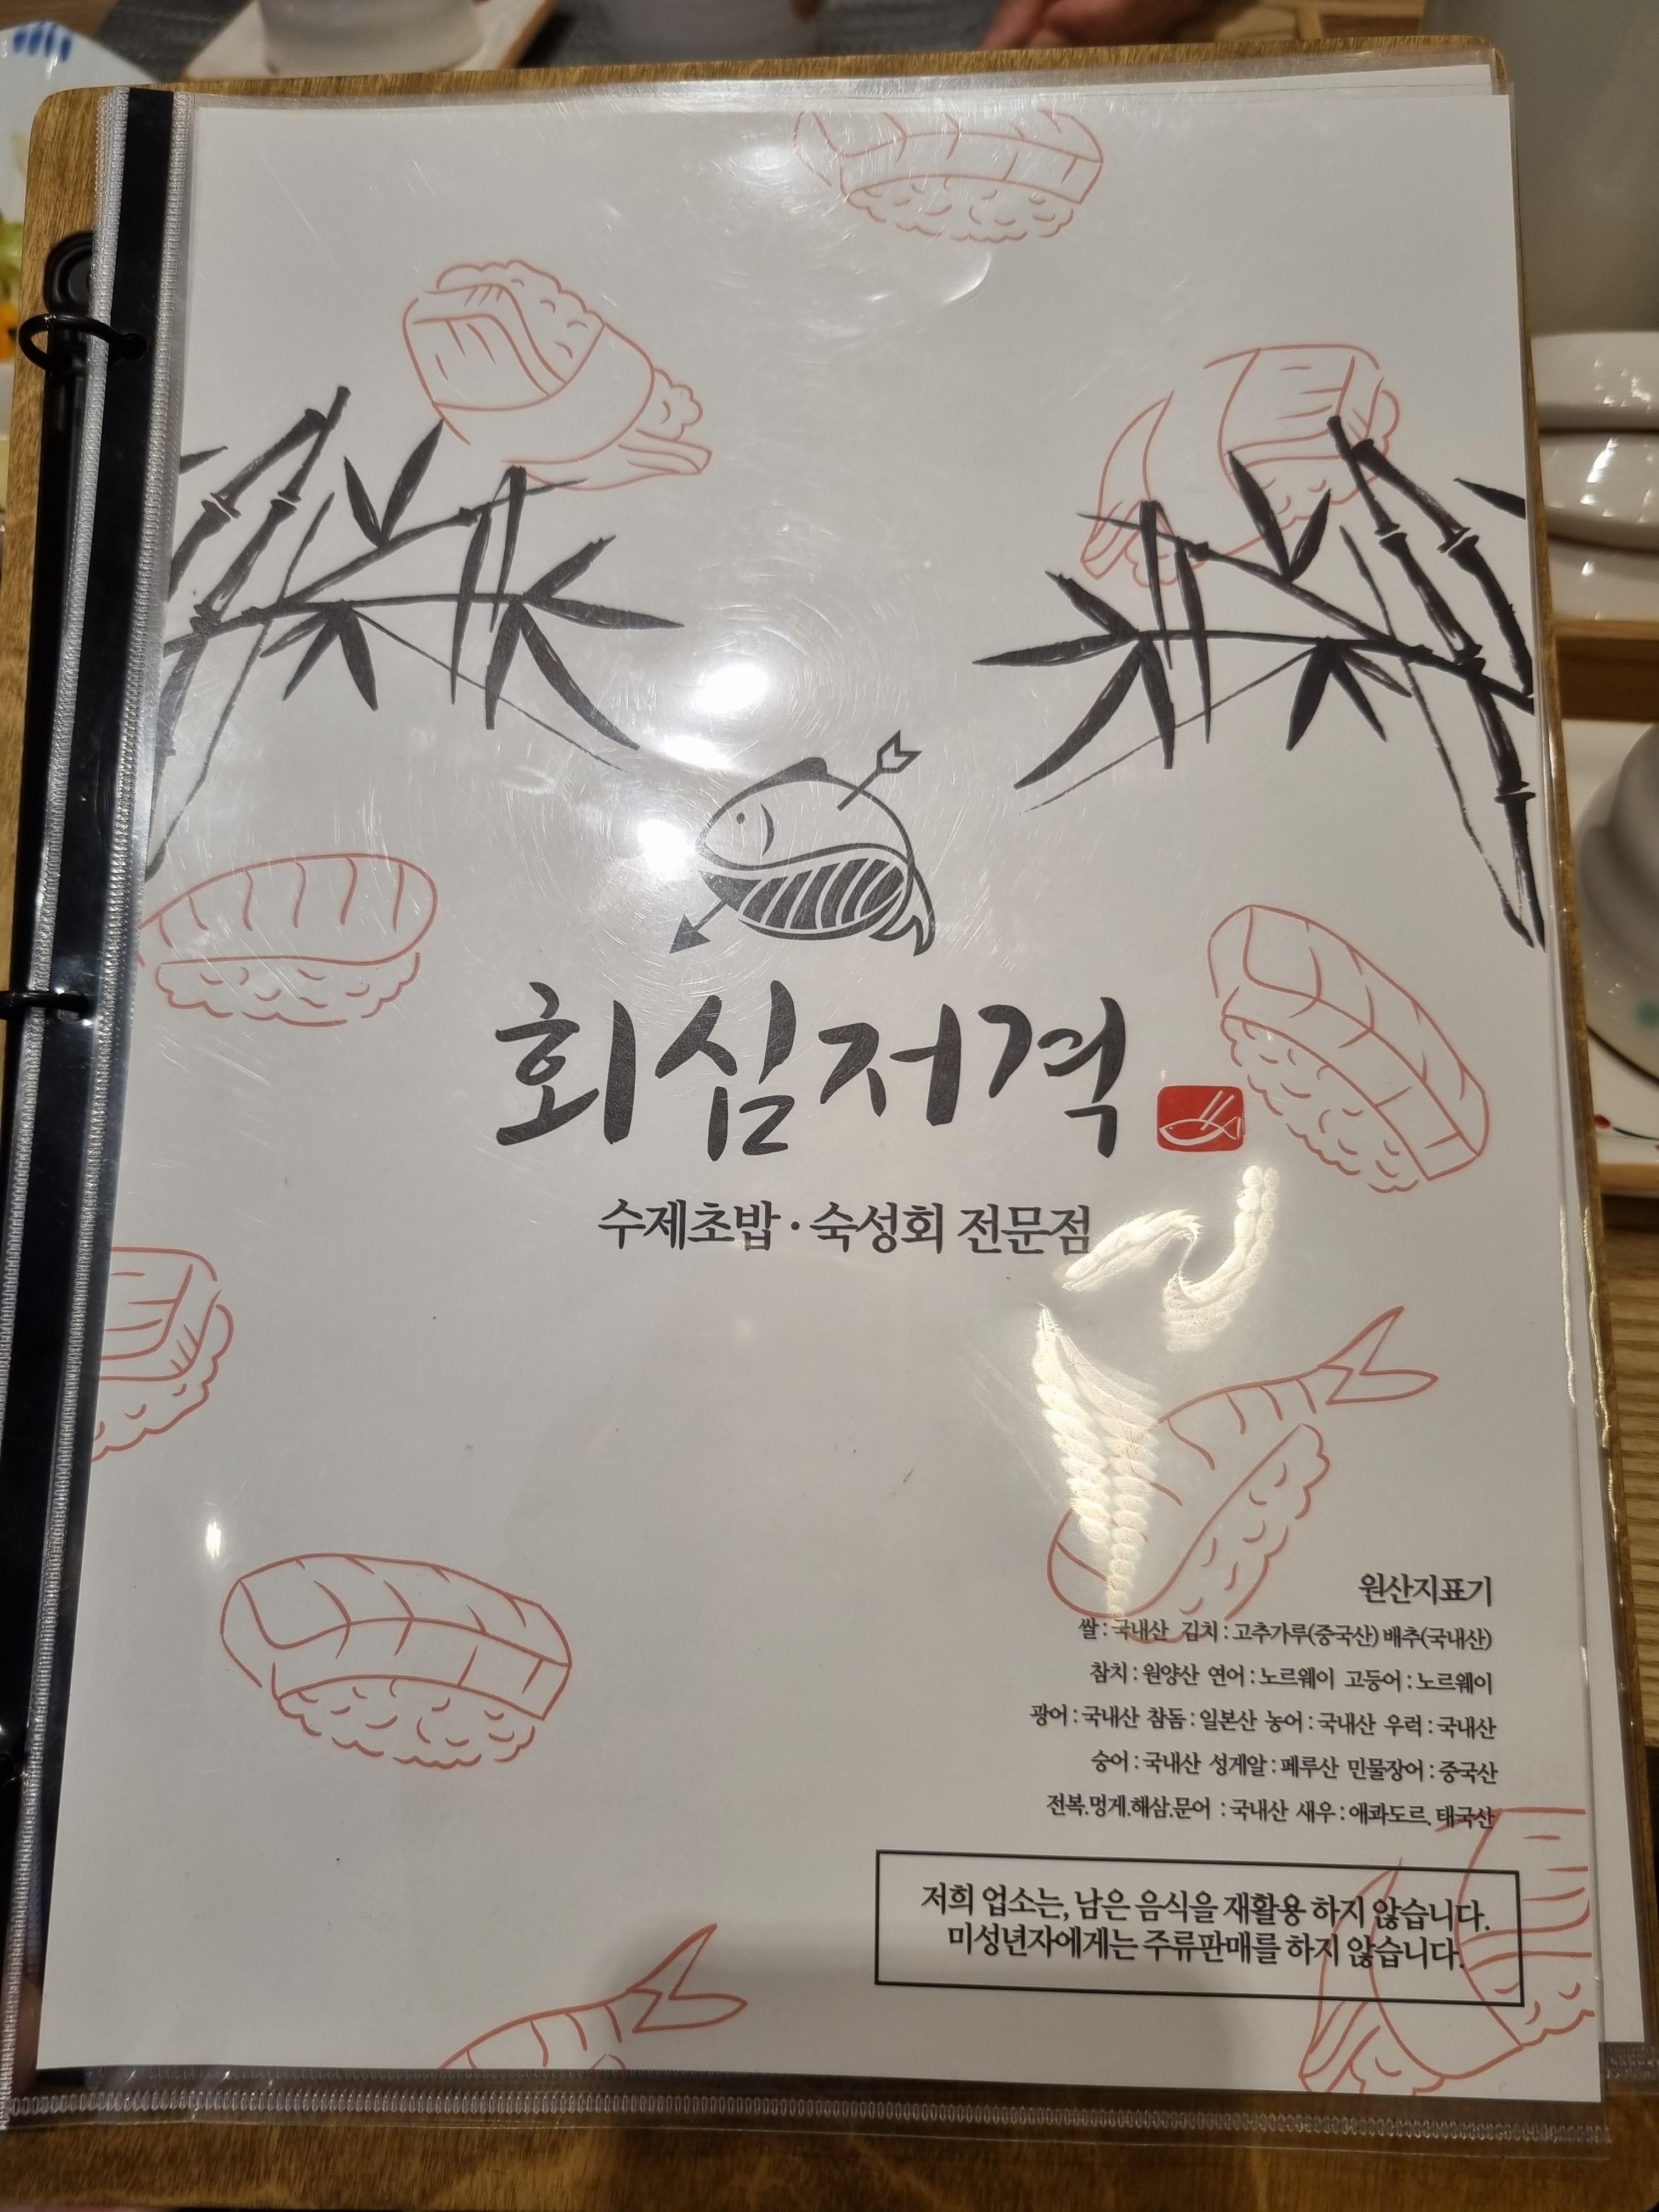 회심저격
수제초밥·숙성회 전문점
원산지표기
쌀 : 국내산 김치 : 고추가루(중국산) 배추(국내산)
참치 : 원양산 연어 : 노르웨이 고등어 : 노르웨이
광어 : 국내산 참돔 : 일본산 농어 : 국내산 우럭 : 국내산
숭어 : 국내산 성게알 : 페루산 민물장어 : 중국산
전복.멍게.해삼.문어 : 국내산 새우 : 애콰도르. 태국산
저희 업소는, 남은 음식을 재활용 하지 않습니다.
미성년자에게는 주류판매를 하지 않습니다.